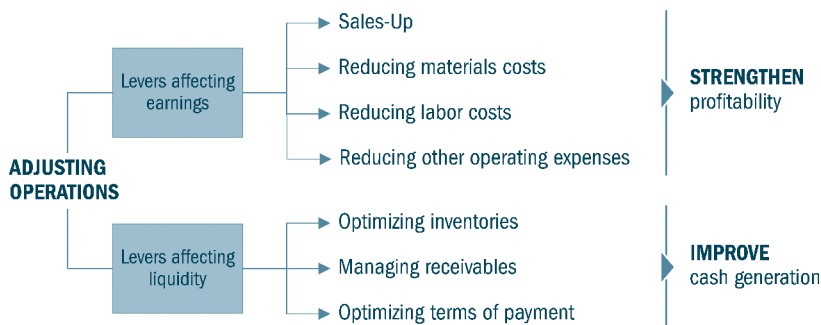 ADJUSTING
OPERATIONS
Levers affecting
earnings
Sales-Up
Reducing materials costs
Reducing labor costs
Reducing other operating expenses
STRENGTHEN
profitability
Levers affecting
liquidity
Optimizing inventories
Managing receivables
Optimizing terms of payment
IMPROVE
cash generation